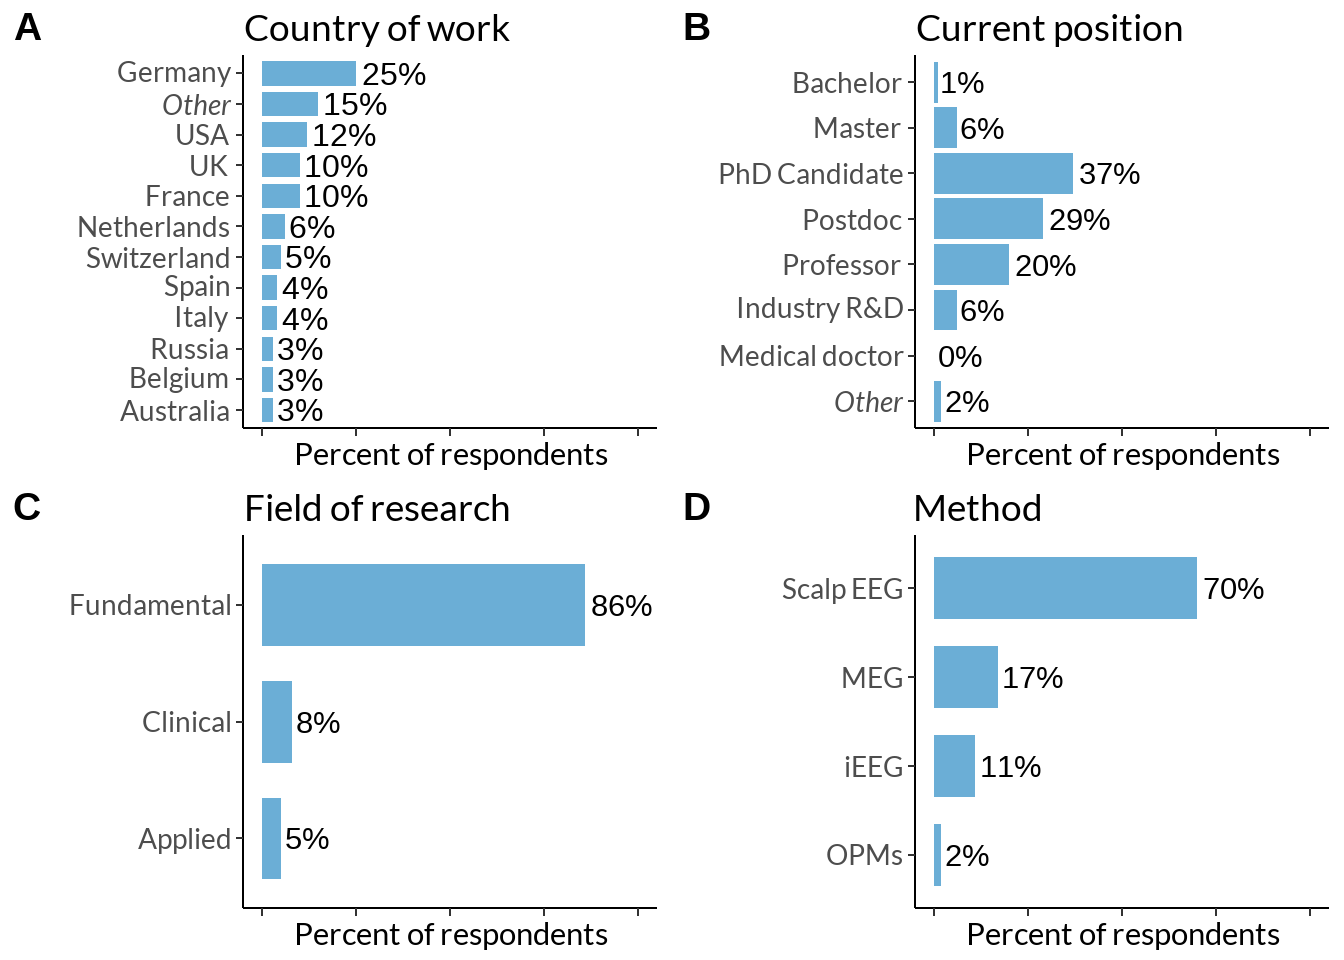 A Country of work
Germany 25%
Other 15%
USA 12%
UK 10%
France 10%
Netherlands 6%
Switzerland 5%
Spain 4%
Italy 4%
Russia 3%
Belgium 3%
Australia 3%
Percent of respondents
B Current position
Bachelor 1%
Master 6%
PhD Candidate 37%
Postdoc 29%
Professor 20%
Industry R&D 6%
Medical doctor 0%
Other 2%
Percent of respondents
C Field of research
Fundamental 86%
Clinical 8%
Applied 5%
Percent of respondents
D Method
Scalp EEG 70%
MEG 17%
iEEG 11%
OPMs 2%
Percent of respondents